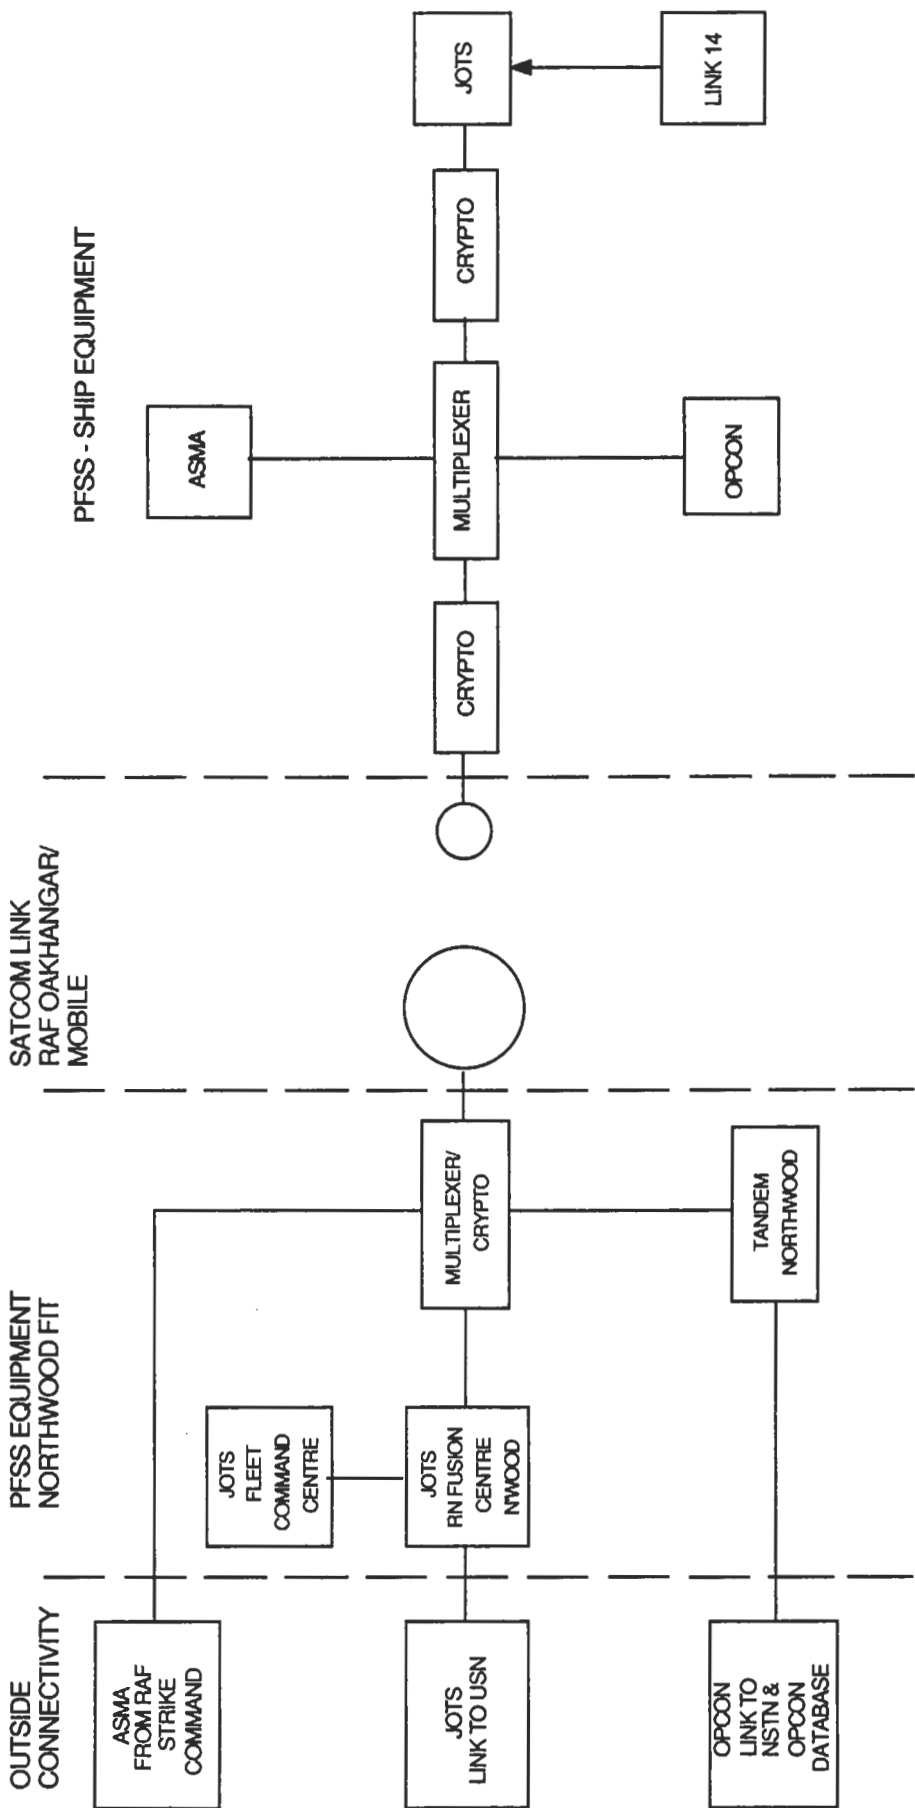 OUTSIDE
CONNECTIVITY
PFSS EQUIPMENT
NORTHWOOD FIT
SATCOM LINK
RAF OAKHANGAR/
MOBILE
PFSS - SHIP EQUIPMENT
ASMA
FROM RAF
STRIKE
COMMAND
JOTS
LINK TO USN
OPCON
LINK TO
NSTN &
OPCON
DATABASE
JOTS
FLEET
COMMAND
CENTRE
JOTS
RN FUSION
CENTRE
N'WOOD
MULTIPLEXER/
CRYPTO
TANDEM
NORTHWOOD
CRYPTO
ASMA
MULTIPLEXER
OPCON
CRYPTO
JOTS
LINK 14